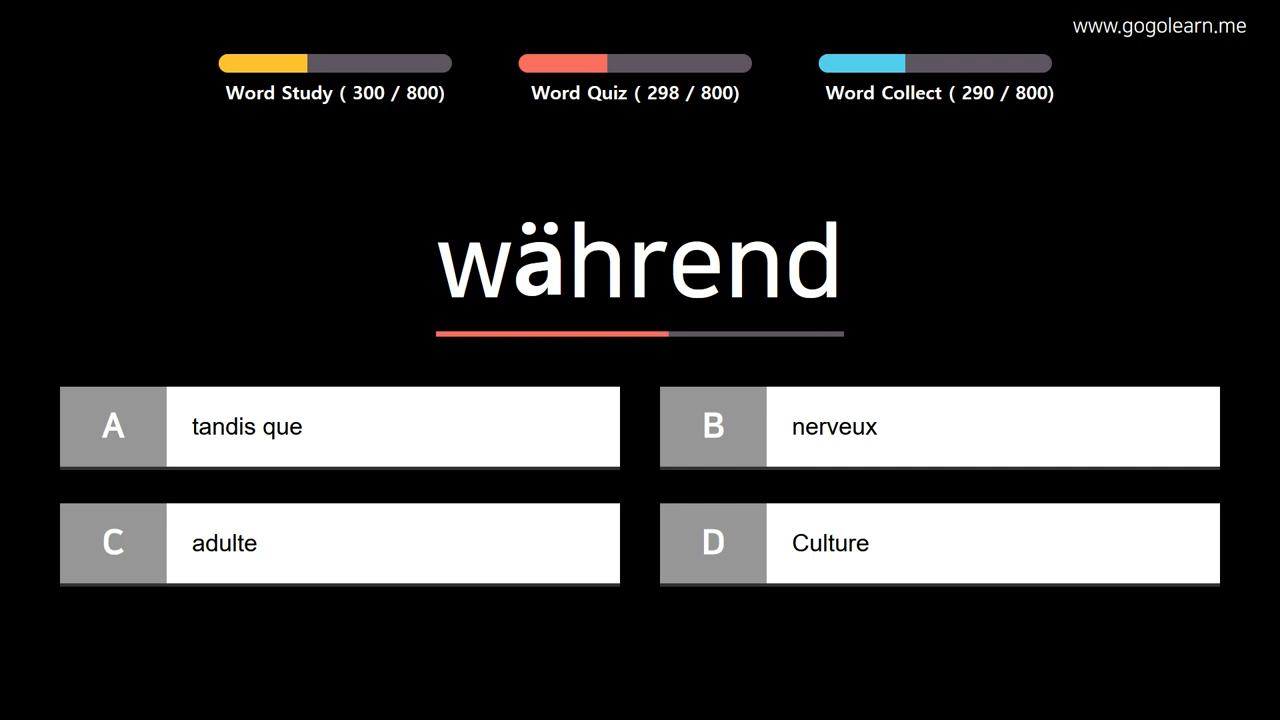 www.gogolearn.me
Word Study ( 300 / 800)
Word Quiz ( 298 / 800)
Word Collect ( 290 / 800)
während
A tandis que
B nerveux
C adulte
D Culture